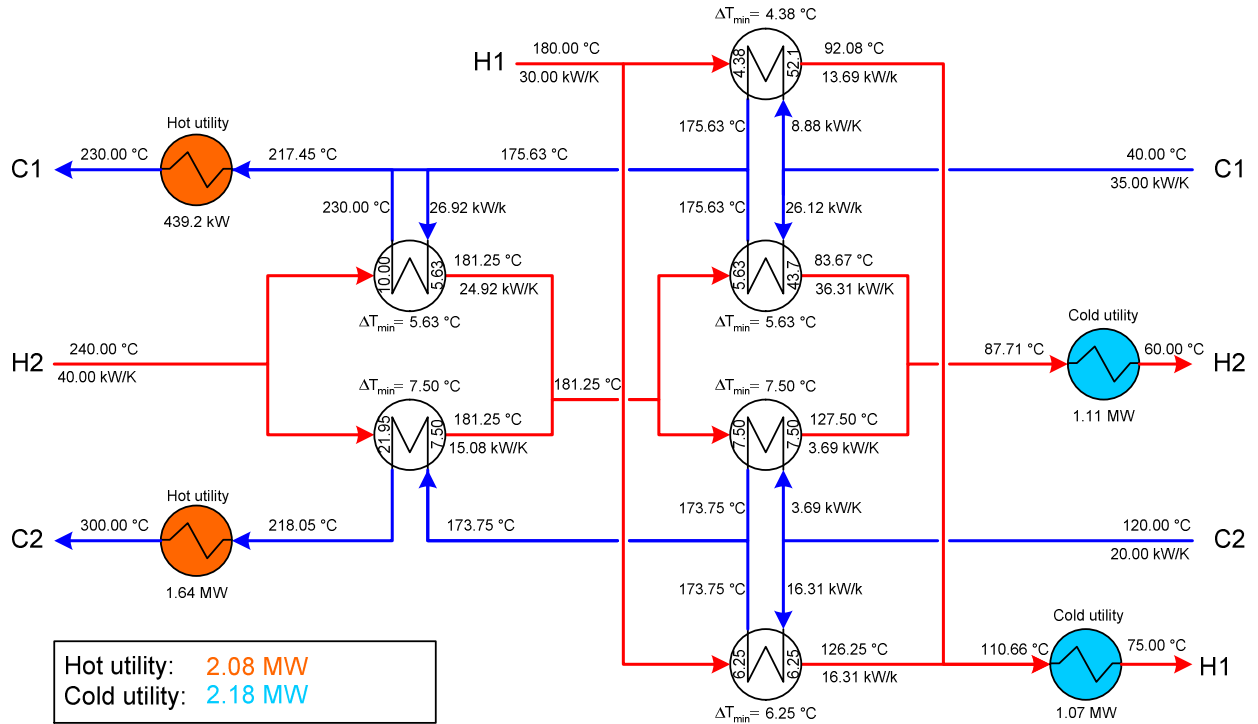 ΔTmin= 4.38 °C
H1
180.00 °C
30.00 kW/K
4.38
52.1
92.08 °C
13.69 kW/k
175.63 °C
8.88 kW/K
Hot utility
C1
230.00 °C
217.45 °C
175.63 °C
40.00 °C
35.00 kW/K
C1
439.2 kW
230.00 °C
26.92 kW/k
175.63 °C
26.12 kW/k
10.00
5.63
181.25 °C
24.92 kW/K
ΔTmin= 5.63 °C
5.63
43.7
83.67 °C
36.31 kW/K
ΔTmin= 5.63 °C
H2
240.00 °C
40.00 kW/K
Cold utility
87.71 °C
60.00 °C
H2
1.11 MW
ΔTmin= 7.50 °C
181.25 °C
ΔTmin= 7.50 °C
21.95
7.50
181.25 °C
15.08 kW/K
7.50
7.50
127.50 °C
3.69 kW/K
Hot utility
C2
300.00 °C
218.05 °C
173.75 °C
173.75 °C
3.69 kW/K
120.00 °C
20.00 kW/K
C2
1.64 MW
173.75 °C
16.31 kW/k
Cold utility
6.25
6.25
126.25 °C
16.31 kW/k
110.66 °C
75.00 °C
H1
1.07 MW
ΔTmin= 6.25 °C
Hot utility: 2.08 MW
Cold utility: 2.18 MW